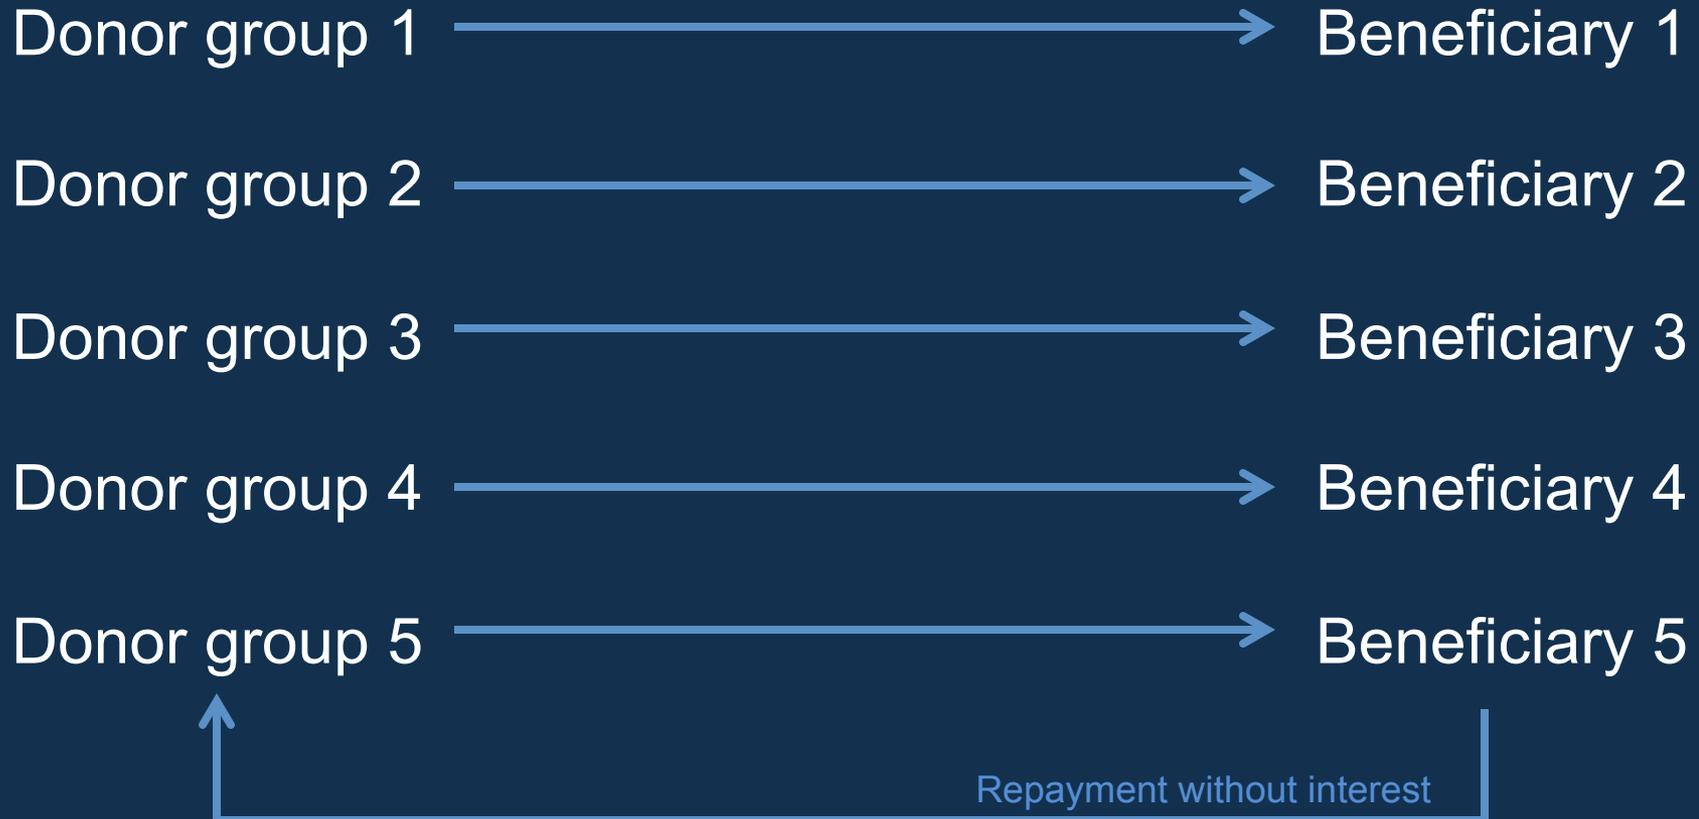 Donor group 1 Beneficiary 1
Donor group 2 Beneficiary 2
Donor group 3 Beneficiary 3
Donor group 4 Beneficiary 4
Donor group 5 Beneficiary 5
Repayment without interest